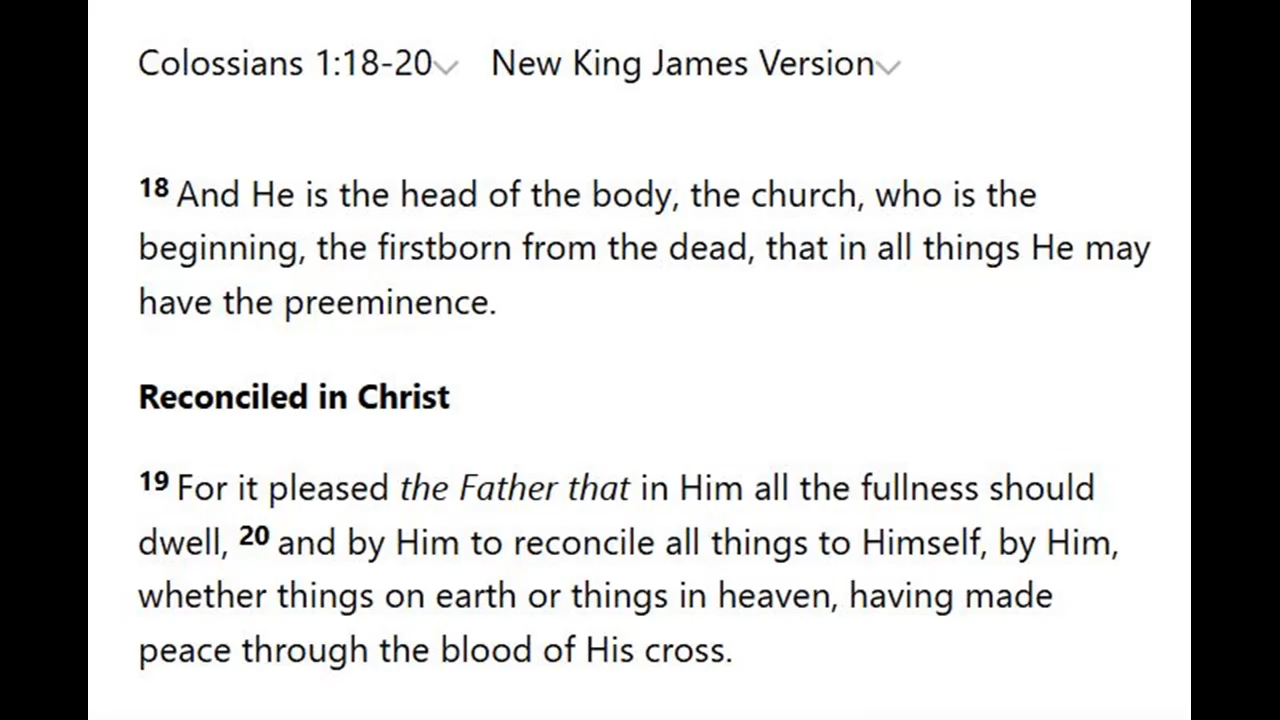 Colossians 1:18-20 New King James Version
18 And He is the head of the body, the church, who is the
beginning, the firstborn from the dead, that in all things He may
have the preeminence.
Reconciled in Christ
19 For it pleased the Father that in Him all the fullness should
dwell, 20 and by Him to reconcile all things to Himself, by Him,
whether things on earth or things in heaven, having made
peace through the blood of His cross.